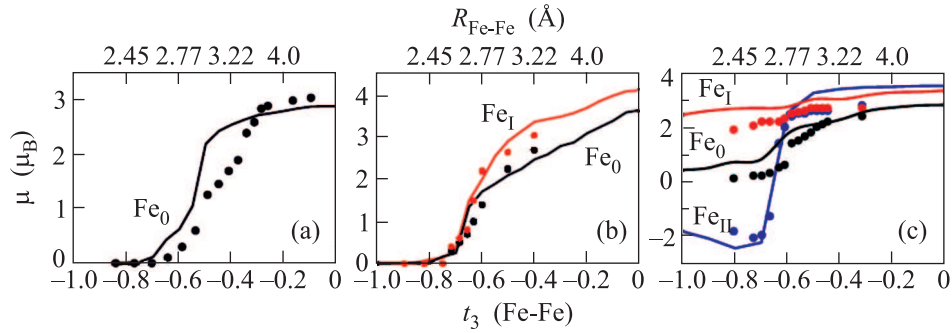 R_Fe-Fe (Å)
2.45 2.77 3.22 4.0 2.45 2.77 3.22 4.0 2.45 2.77 3.22 4.0
μ (μ_B)
3 2 1 0
Fe_0
(a)
−1.0 −0.8 −0.6 −0.4 −0.2 0
5 4 3 2 1 0
Fe_I
Fe_0
(b)
−1.0 −0.8 −0.6 −0.4 −0.2 0
4 2 0 −2
Fe_I
Fe_0
Fe_II
(c)
−1.0 −0.8 −0.6 −0.4 −0.2 0
t_3 (Fe–Fe)